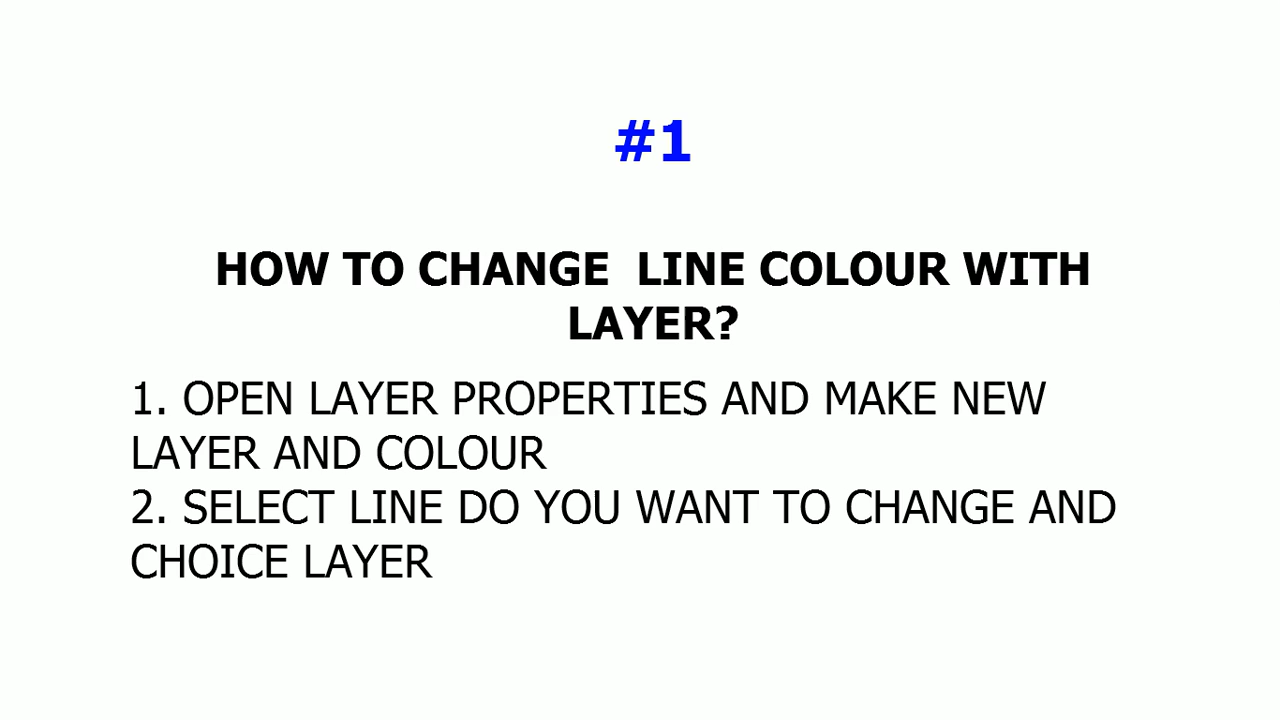 #1
HOW TO CHANGE  LINE COLOUR WITH
LAYER?
1. OPEN LAYER PROPERTIES AND MAKE NEW
LAYER AND COLOUR
2. SELECT LINE DO YOU WANT TO CHANGE AND
CHOICE LAYER